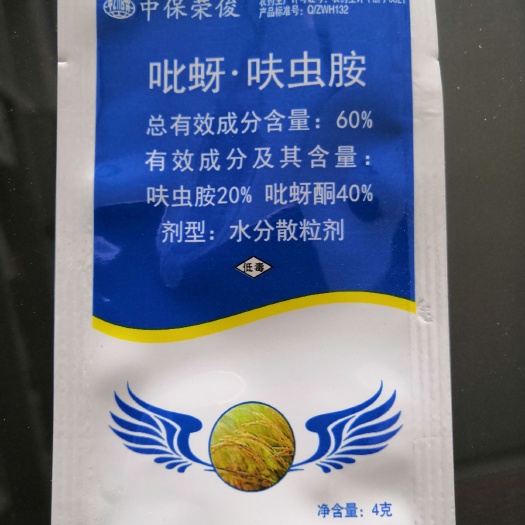 中保荣俊
产品标准号：Q/ZWH132
吡蚜·呋虫胺
总有效成分含量：60%
有效成分及其含量：
呋虫胺20% 吡蚜酮40%
剂型：水分散粒剂
低毒
净含量：4克